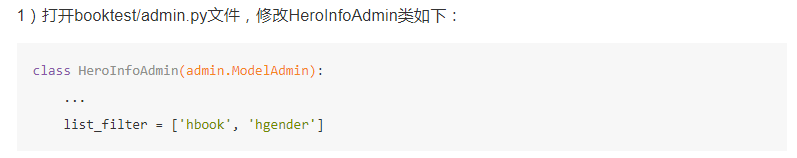 1）打开booktest/admin.py文件，修改HeroInfoAdmin类如下：
class HeroInfoAdmin(admin.ModelAdmin):
    ...
    list_filter = ['hbook', 'hgender']